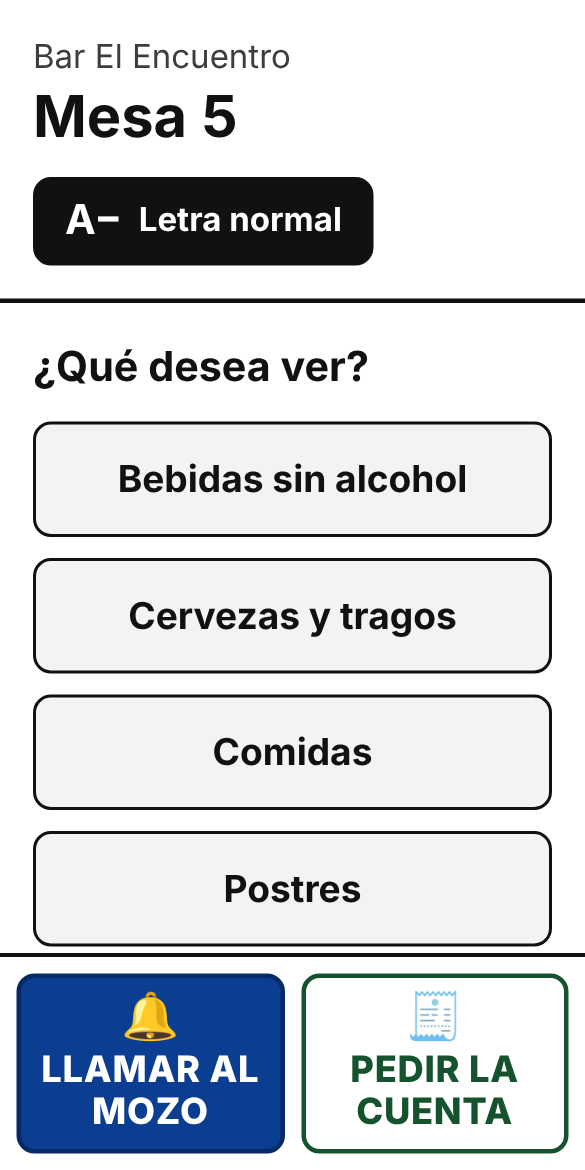 Bar El Encuentro
Mesa 5
A− Letra normal
¿Qué desea ver?
Bebidas sin alcohol
Cervezas y tragos
Comidas
Postres
LLAMAR AL
MOZO
PEDIR LA
CUENTA